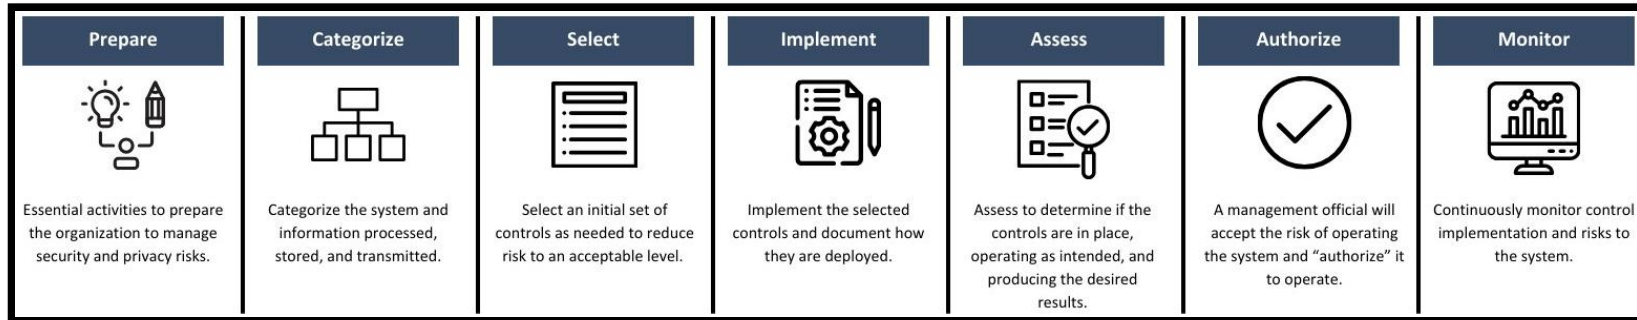 Prepare
Essential activities to prepare
the organization to manage
security and privacy risks.
Categorize
Categorize the system and
information processed,
stored, and transmitted.
Select
Select an initial set of
controls as needed to reduce
risk to an acceptable level.
Implement
Implement the selected
controls and document how
they are deployed.
Assess
Assess to determine if the
controls are in place,
operating as intended, and
producing the desired
results.
Authorize
A management official will
accept the risk of operating
the system and “authorize” it
to operate.
Monitor
Continuously monitor control
implementation and risks to
the system.